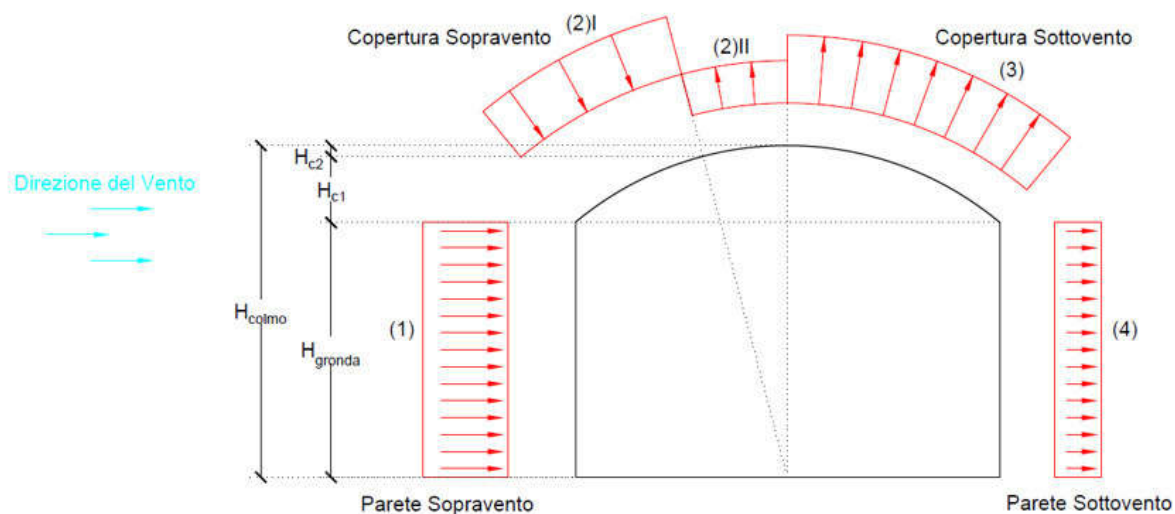 (2)I
Copertura Sopravento
(2)II
Copertura Sottovento
(3)
Hc2
Direzione del Vento
Hc1
Hcolmo
(1)
Hgronda
(4)
Parete Sopravento
Parete Sottovento